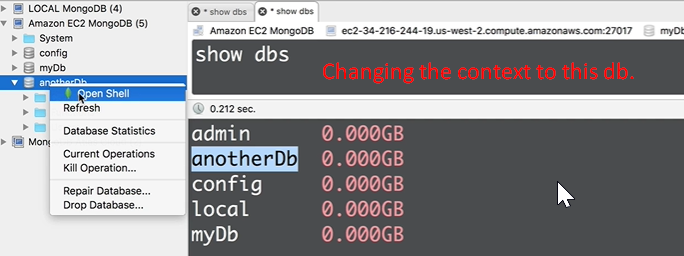 LOCAL MongoDB (4)
Amazon EC2 MongoDB (5)
System
config
myDb
anotherDb
Open Shell
Refresh
Database Statistics
Current Operations
Kill Operation...
Repair Database...
Drop Database...
Mong
* show dbs
* show dbs
Amazon EC2 MongoDB
ec2-34-216-244-19.us-west-2.compute.amazonaws.com:27017
myD
show dbs
Changing the context to this db.
0.212 sec.
admin 0.000GB
anotherDb 0.000GB
config 0.000GB
local 0.000GB
myDb 0.000GB